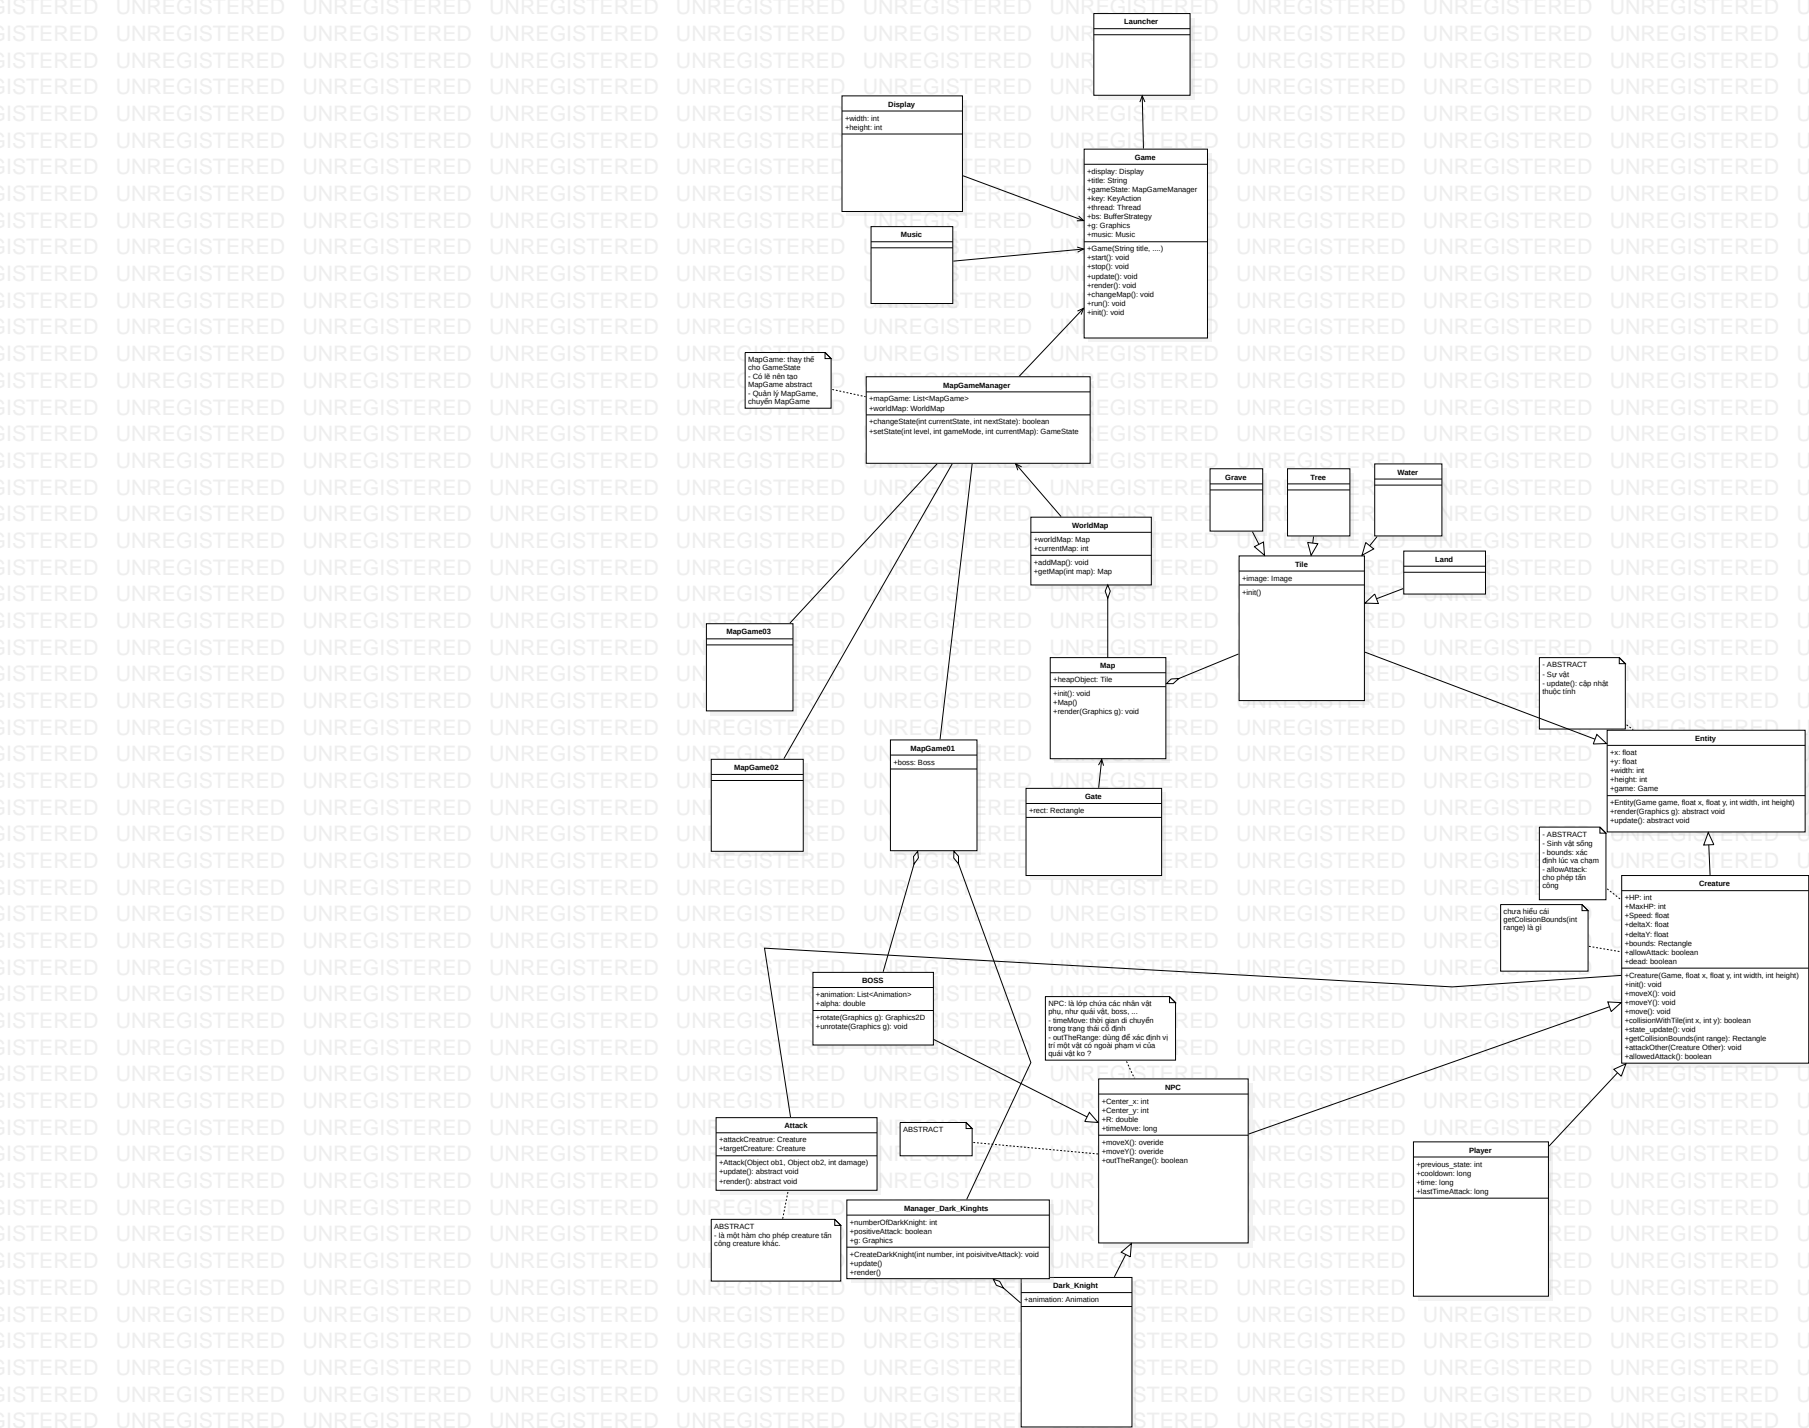 Launcher
Display
+width: int
+height: int
Game
+display: Display
+title: String
+gameState: MapGameManager
+key: KeyAction
+thread: Thread
+bs: BufferStrategy
+g: Graphics
+music: Music
+Game(String title, ....)
+start(): void
+stop(): void
+update(): void
+render(): void
+changeMap(): void
+run(): void
+init(): void
Music
MapGame: thay thế
cho GameState
- Có lẽ nên tạo
MapGame abstract
- Quản lý MapGame,
chuyển MapGame
MapGameManager
+mapGame: List<MapGame>
+worldMap: WorldMap
+changeState(int currentState, int nextState): boolean
+setState(int level, int gameMode, int currentMap): GameState
Grave
Tree
Water
WorldMap
+worldMap: Map
+currentMap: int
+addMap(): void
+getMap(int map): Map
Tile
+image: Image
+init()
Land
MapGame03
Map
+heapObject: Tile
+init(): void
+Map()
+render(Graphics g): void
- ABSTRACT
- Sự vật
- update(): cập nhật
thuộc tính
Entity
+x: float
+y: float
+width: int
+height: int
+game: Game
+Entity(Game game, float x, float y, int width, int height)
+render(Graphics g): abstract void
+update(): abstract void
MapGame01
+boss: Boss
MapGame02
Gate
+rect: Rectangle
- ABSTRACT
- Sinh vật sống
- bounds: xác
định lúc va chạm
- allowAttack:
cho phép tấn
công
Creature
+HP: int
+MaxHP: int
+Speed: float
+deltaX: float
+deltaY: float
+bounds: Rectangle
+allowAttack: boolean
+dead: boolean
+Creature(Game, float x, float y, int width, int height)
+init(): void
+moveX(): void
+moveY(): void
+move(): void
+collisionWithTile(int x, int y): boolean
+state_update(): void
+getCollisionBounds(int range): Rectangle
+attackOther(Creature Other): void
+allowedAttack(): boolean
chưa hiểu cái
getColisionBounds(int
range) là gì
BOSS
+animation: List<Animation>
+alpha: double
+rotate(Graphics g): Graphics2D
+unrotate(Graphics g): void
NPC: là lớp chứa các nhân vật
phụ, như quái vật, boss, ...
- timeMove: thời gian di chuyển
trong trạng thái cố định
- outTheRange: dùng để xác định vị
trí một vật có ngoài phạm vi của
quái vật ko ?
NPC
+Center_x: int
+Center_y: int
+R: double
+timeMove: long
+moveX(): overide
+moveY(): overide
+outTheRange(): boolean
Attack
+attackCreatrue: Creature
+targetCreature: Creature
+Attack(Object ob1, Object ob2, int damage)
+update(): abstract void
+render(): abstract void
ABSTRACT
Player
+previous_state: int
+cooldown: long
+time: long
+lastTimeAttack: long
ABSTRACT
- là một hàm cho phép creature tấn
công creature khác.
Manager_Dark_Kinghts
+numberOfDarkKnight: int
+positiveAttack: boolean
+g: Graphics
+CreateDarkKnight(int number, int poisivitveAttack): void
+update()
+render()
Dark_Knight
+animation: Animation